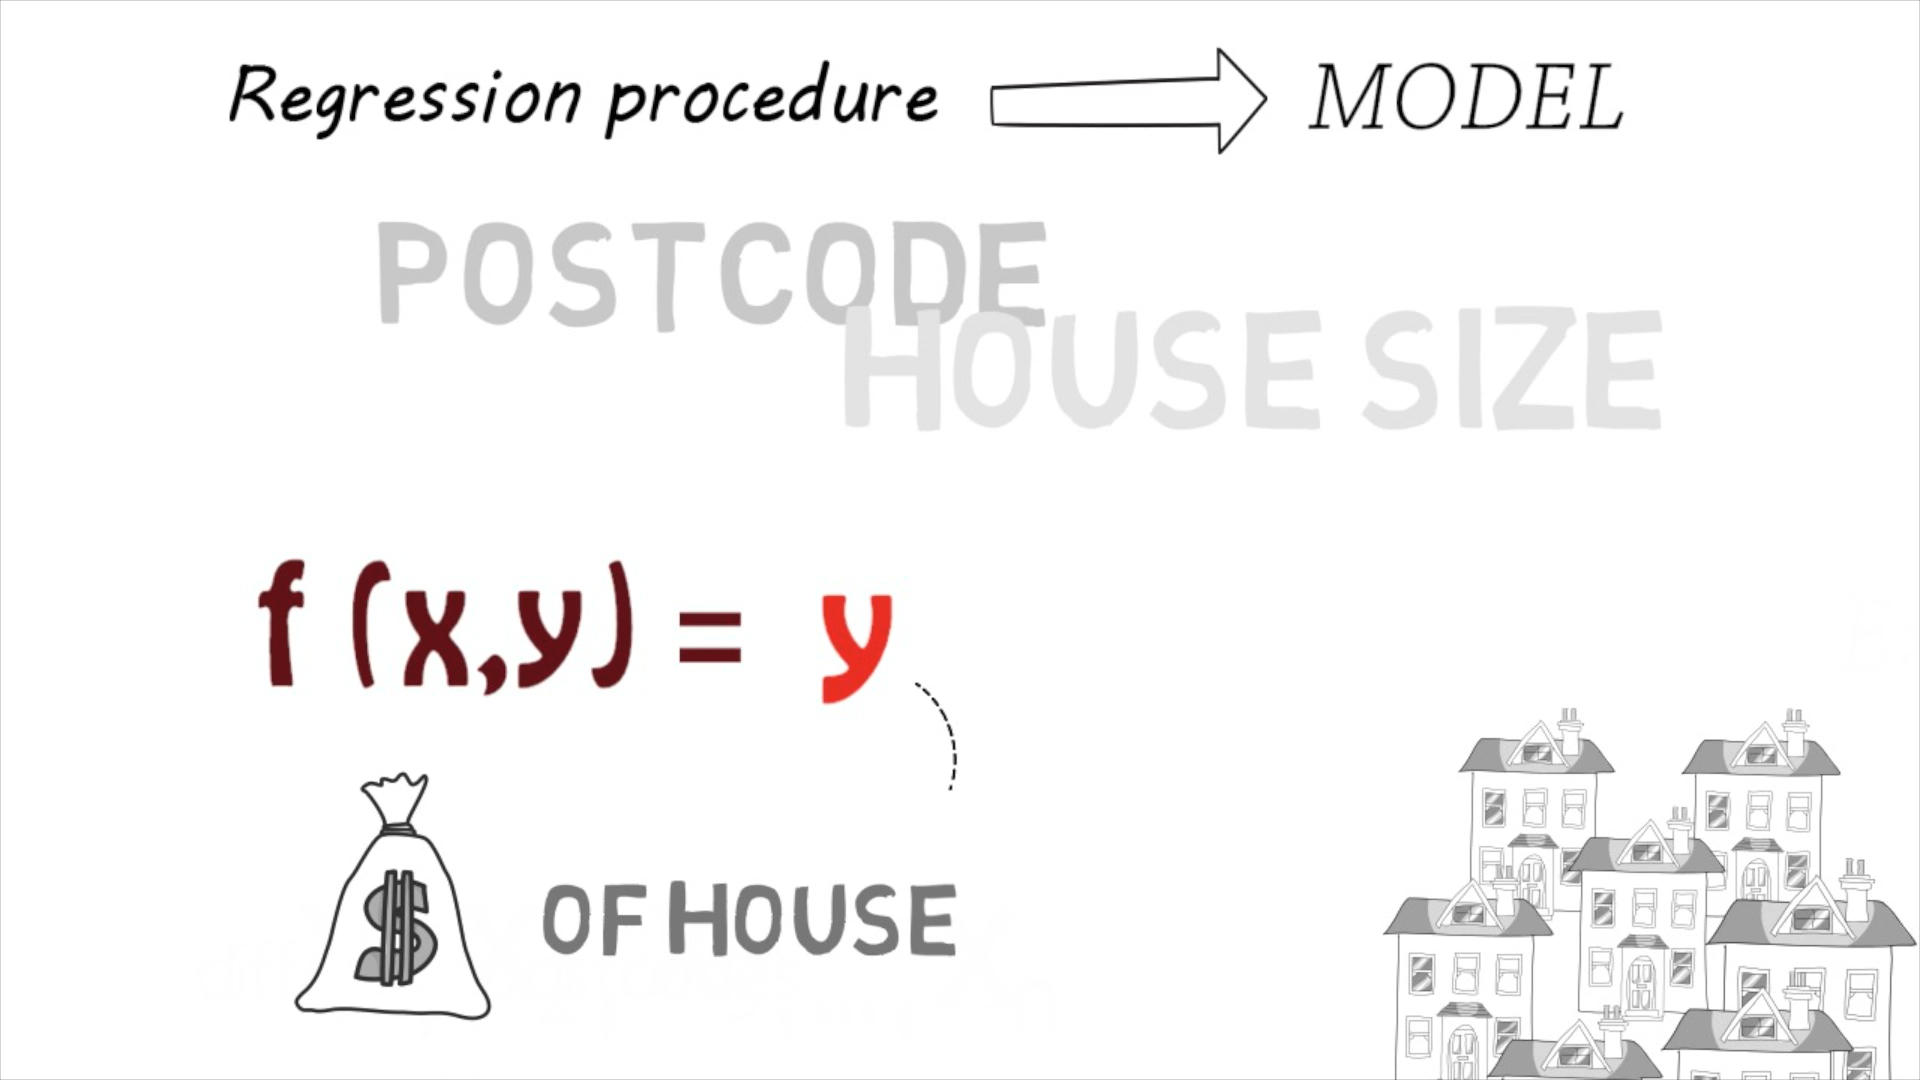 Regression procedure MODEL
POSTCODE
HOUSE SIZE
f (x,y) = y
$ OF HOUSE